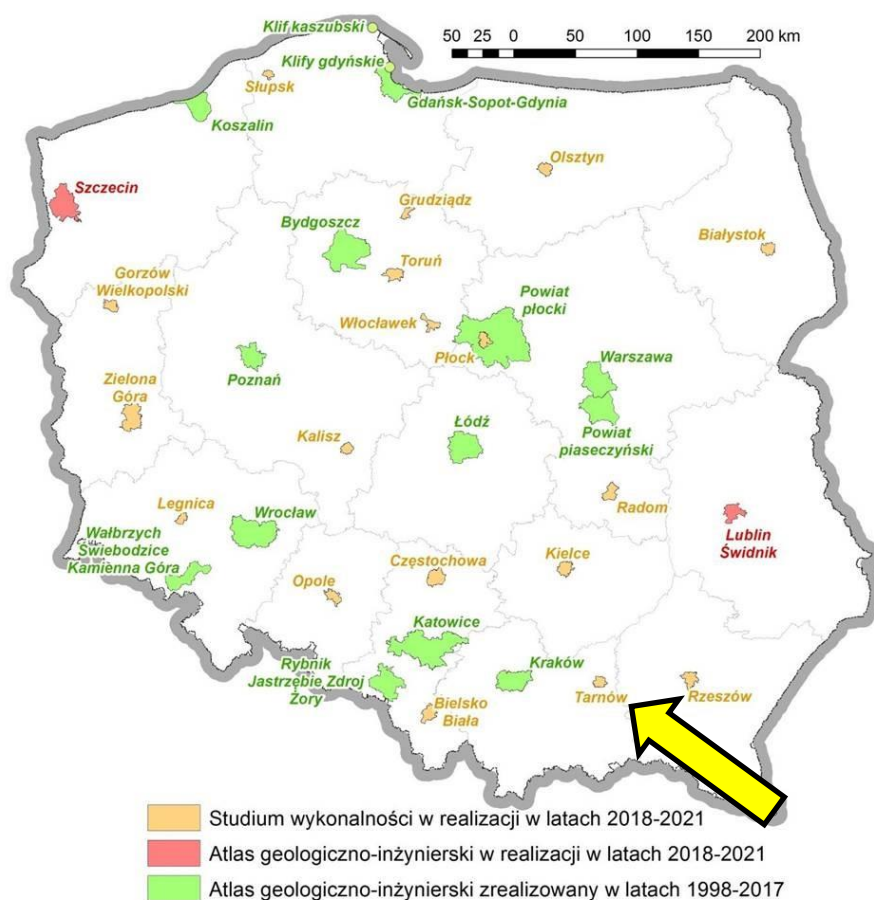 Klif kaszubski
50 25 0 50 100 150 200 km
Klify gdyńskie
Słupsk
Gdańsk-Sopot-Gdynia
Koszalin
Olsztyn
Szczecin
Grudziądz
Bydgoszcz
Białystok
Toruń
Gorzów
Wielkopolski
Powiat
płocki
Włocławek
Płock
Warszawa
Poznań
Zielona
Góra
Łódź
Kalisz
Powiat
piaseczyński
Legnica
Wrocław
Radom
Wałbrzych
Świebodzice
Kamienna Góra
Lublin
Świdnik
Częstochowa
Kielce
Opole
Katowice
Rybnik
Jastrzębie Zdroj
Żory
Kraków
Bielsko
Biała
Tarnów
Rzeszów
Studium wykonalności w realizacji w latach 2018-2021
Atlas geologiczno-inżynierski w realizacji w latach 2018-2021
Atlas geologiczno-inżynierski zrealizowany w latach 1998-2017